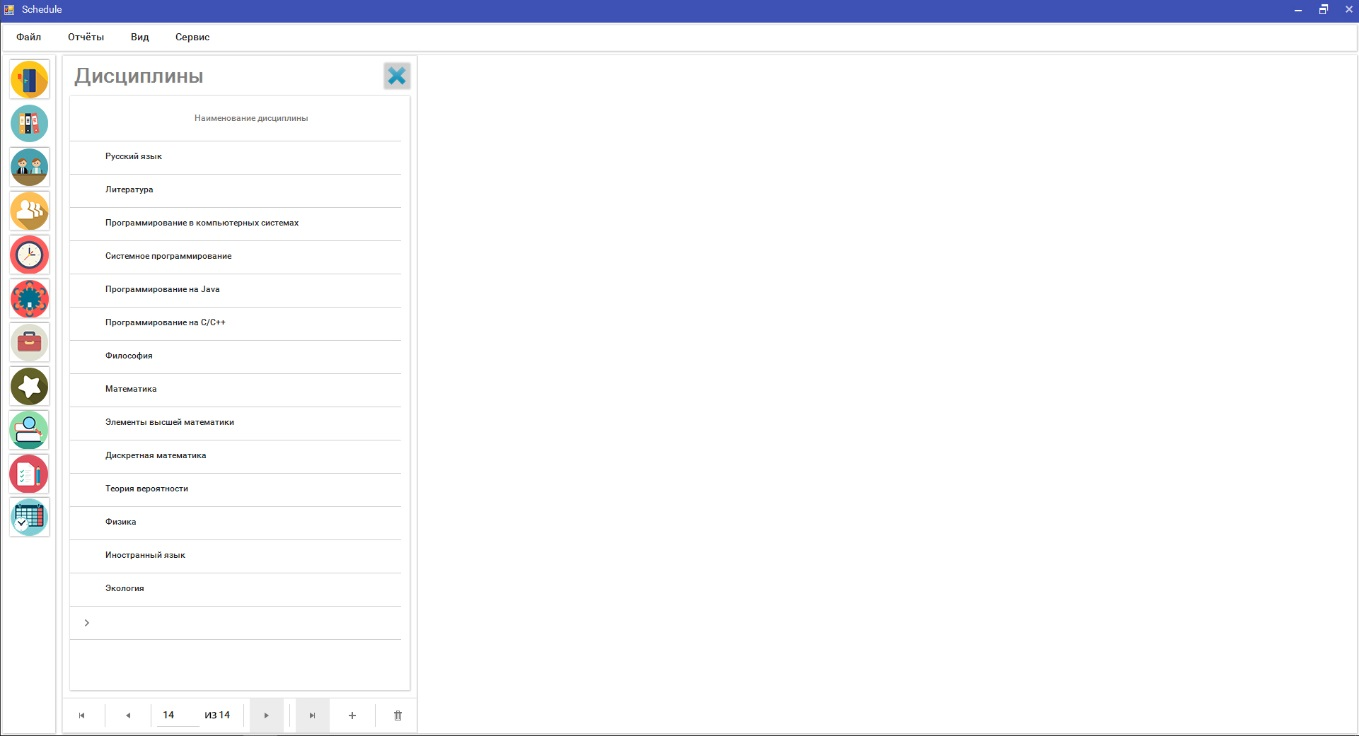 Schedule
Файл Отчёты Вид Сервис
Дисциплины
Наименование дисциплины
Русский язык
Литература
Программирование в компьютерных системах
Системное программирование
Программирование на Java
Программирование на C/C++
Философия
Математика
Элементы высшей математики
Дискретная математика
Теория вероятности
Физика
Иностранный язык
Экология
14 ИЗ 14